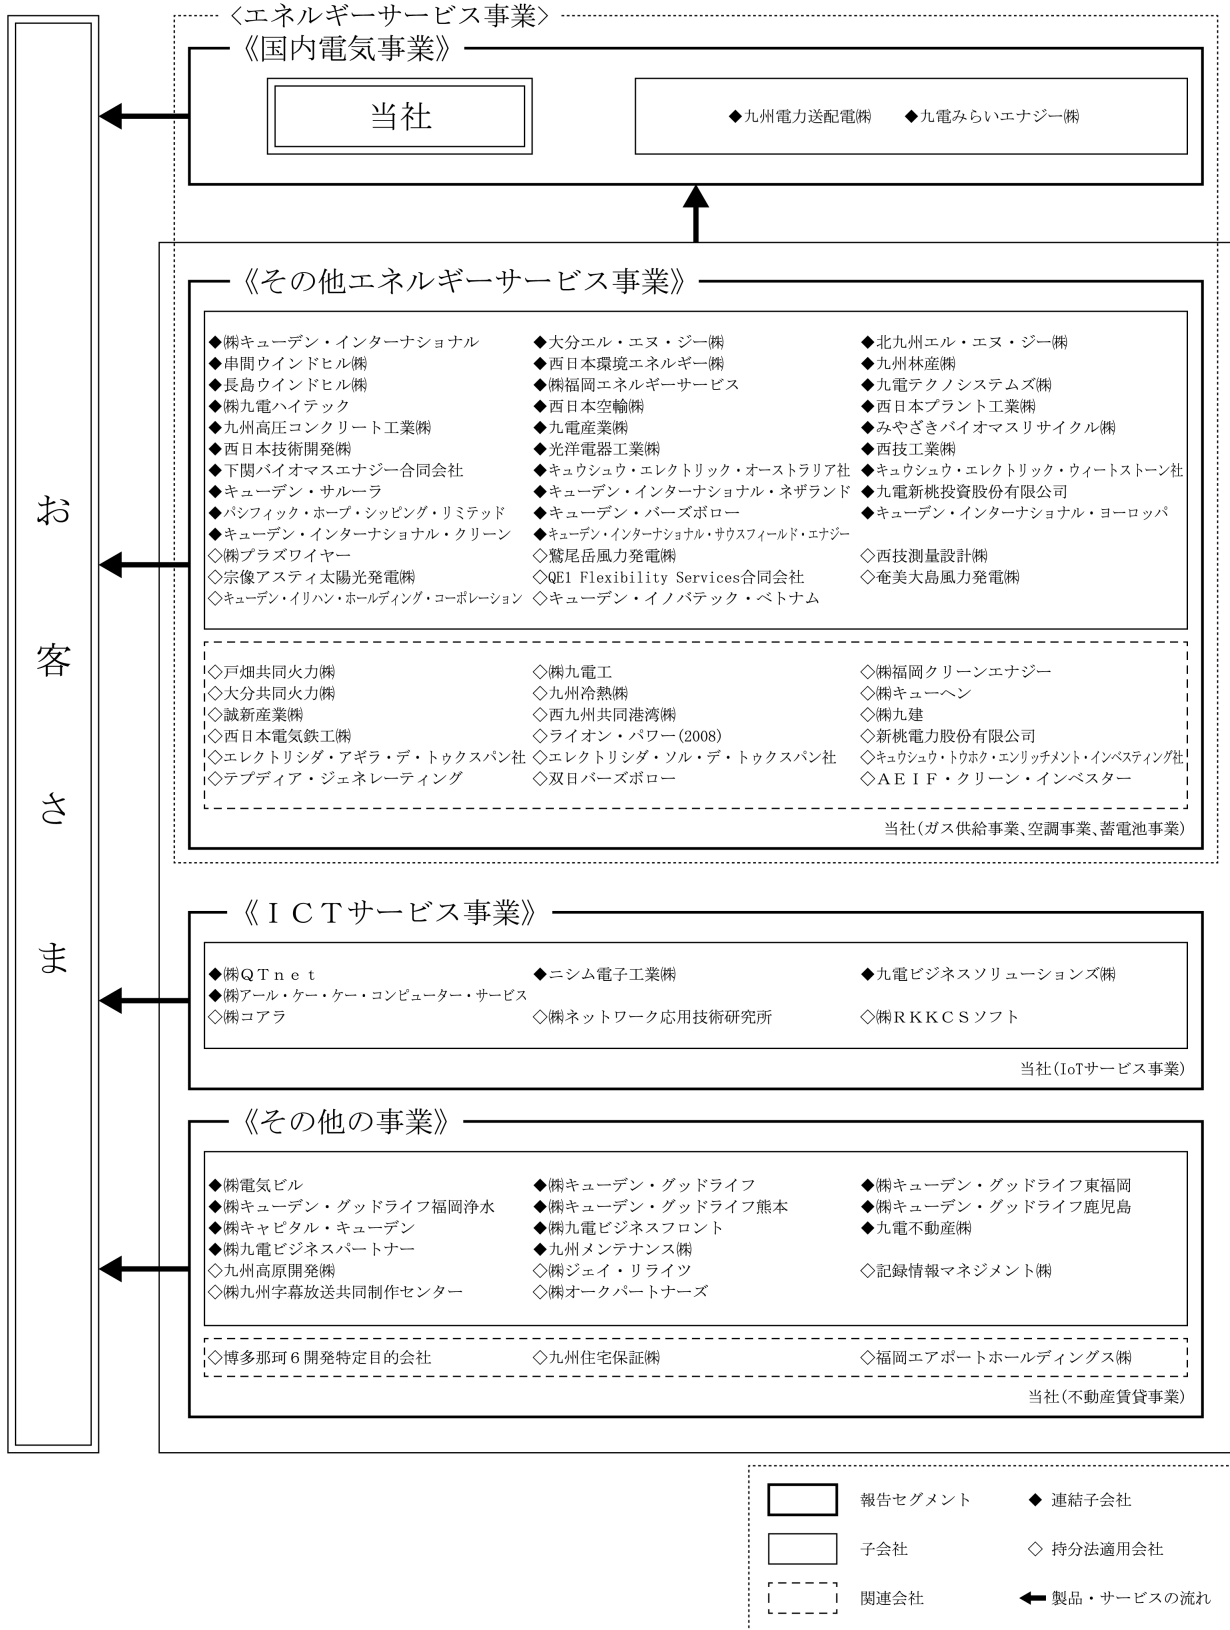 〈エネルギーサービス事業〉
《国内電気事業》
当社
◆九州電力送配電㈱ ◆九電みらいエナジー㈱
お客さま
《その他エネルギーサービス事業》
◆㈱キューデン・インターナショナル ◆大分エル・エヌ・ジー㈱ ◆北九州エル・エヌ・ジー㈱
◆串間ウインドヒル㈱ ◆西日本環境エネルギー㈱ ◆九州林産㈱
◆長島ウインドヒル㈱ ◆㈱福岡エネルギーサービス ◆九電テクノシステムズ㈱
◆㈱九電ハイテック ◆西日本空輸㈱ ◆西日本プラント工業㈱
◆九州高圧コンクリート工業㈱ ◆九電産業㈱ ◆みやざきバイオマスリサイクル㈱
◆西日本技術開発㈱ ◆光洋電器工業㈱ ◆西技工業㈱
◆下関バイオマスエナジー合同会社 ◆キュウシュウ・エレクトリック・オーストラリア社 ◆キュウシュウ・エレクトリック・ウィートストーン社
◆キューデン・サルーラ ◆キューデン・インターナショナル・ネザランド ◆九電新桃投資股份有限公司
◆パシフィック・ホープ・シッピング・リミテッド ◆キューデン・バーズボロー ◆キューデン・インターナショナル・ヨーロッパ
◆キューデン・インターナショナル・クリーン ◆キューデン・インターナショナル・サウスフィールド・エナジー
◇㈱プラズワイヤー ◇鷲尾岳風力発電㈱ ◇西技測量設計㈱
◇宗像アスティ太陽光発電㈱ ◇QE1 Flexibility Services合同会社 ◇奄美大島風力発電㈱
◇キューデン・イリハン・ホールディング・コーポレーション ◇キューデン・イノバテック・ベトナム
◇戸畑共同火力㈱ ◇㈱九電工 ◇㈱福岡クリーンエナジー
◇大分共同火力㈱ ◇九州冷熱㈱ ◇㈱キューヘン
◇誠新産業㈱ ◇西九州共同港湾㈱ ◇㈱九建
◇西日本電気鉄工㈱ ◇ライオン・パワー(2008) ◇新桃電力股份有限公司
◇エレクトリシダ・アギラ・デ・トゥクスパン社 ◇エレクトリシダ・ソル・デ・トゥクスパン社 ◇キュウシュウ・トウホク・エンリッチメント・インベスティング社
◇テプディア・ジェネレーティング ◇双日バーズボロー ◇ＡＥＩＦ・クリーン・インベスター
当社(ガス供給事業、空調事業、蓄電池事業)
《ＩＣＴサービス事業》
◆㈱ＱＴｎｅｔ ◆ニシム電子工業㈱ ◆九電ビジネスソリューションズ㈱
◆㈱アール・ケー・ケー・コンピューター・サービス
◇㈱コアラ ◇㈱ネットワーク応用技術研究所 ◇㈱ＲＫＫＣＳソフト
当社(IoTサービス事業)
《その他の事業》
◆㈱電気ビル ◆㈱キューデン・グッドライフ ◆㈱キューデン・グッドライフ東福岡
◆㈱キューデン・グッドライフ福岡浄水 ◆㈱キューデン・グッドライフ熊本 ◆㈱キューデン・グッドライフ鹿児島
◆㈱キャピタル・キューデン ◆㈱九電ビジネスフロント ◆九電不動産㈱
◆㈱九電ビジネスパートナー ◆九州メンテナンス㈱
◇九州高原開発㈱ ◇㈱ジェイ・リライツ ◇記録情報マネジメント㈱
◇㈱九州字幕放送共同制作センター ◇㈱オークパートナーズ
◇博多那珂６開発特定目的会社 ◇九州住宅保証㈱ ◇福岡エアポートホールディングス㈱
当社(不動産賃貸事業)
報告セグメント ◆ 連結子会社
子会社 ◇ 持分法適用会社
関連会社 製品・サービスの流れ